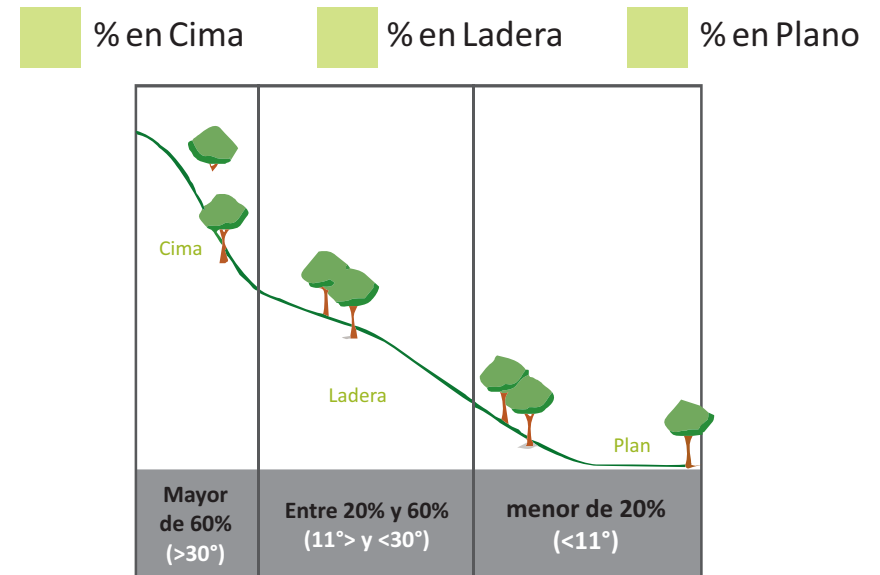 % en Cima
% en Ladera
% en Plano
Cima
Ladera
Plan
Mayor
de 60%
(>30°)
Entre 20% y 60%
(11°> y <30°)
menor de 20%
(<11°)